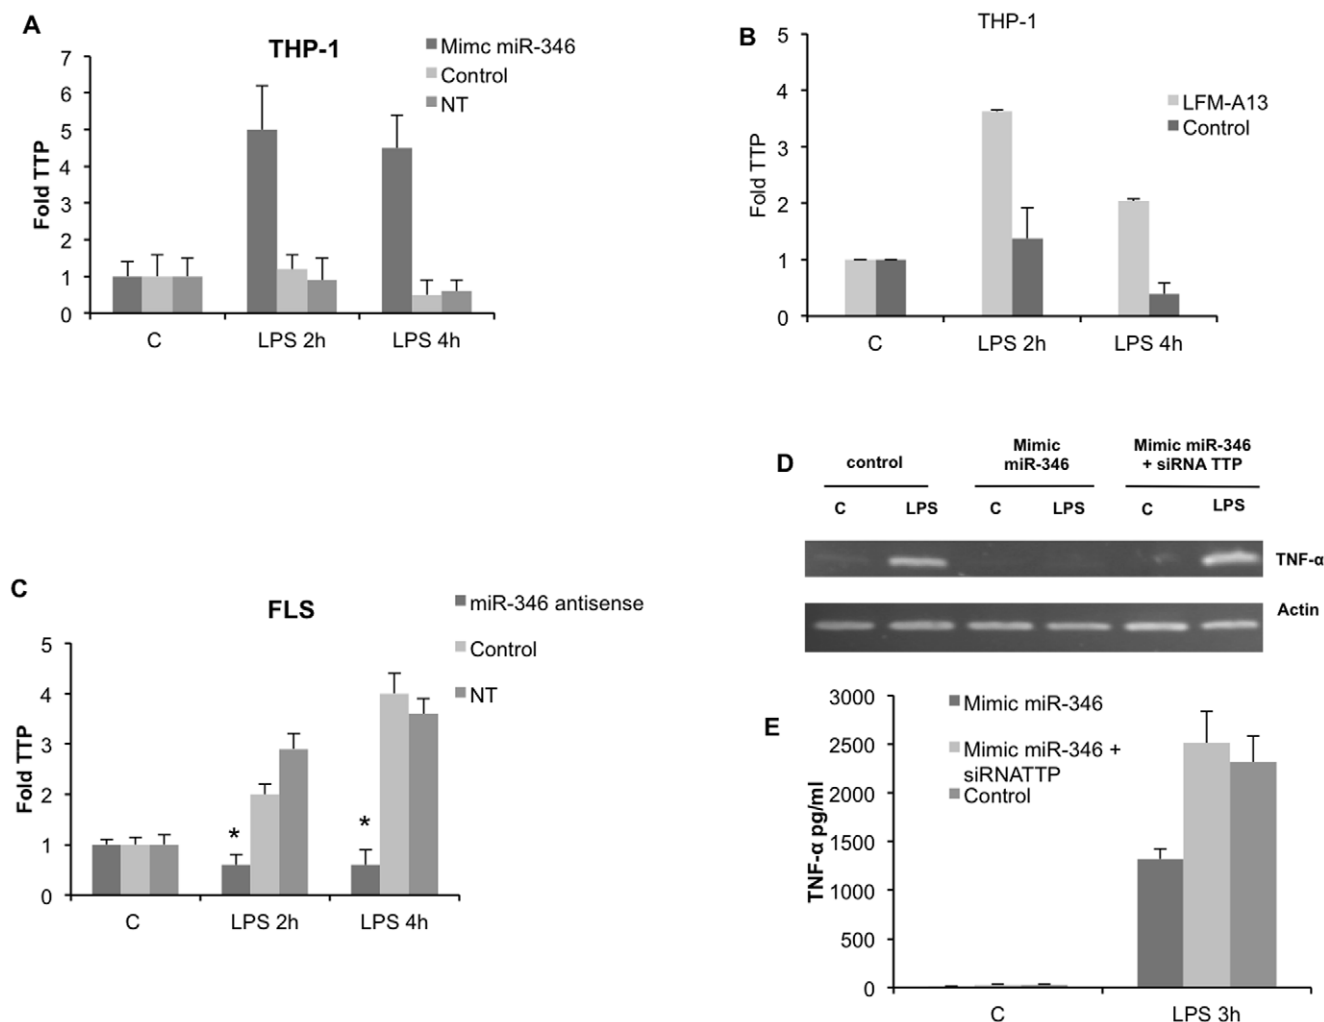 A
THP-1
Mimc miR-346
Control
NT
Fold TTP
7
6
5
4
3
2
1
0
C
LPS 2h
LPS 4h
B
THP-1
LFM-A13
Control
Fold TTP
5
4
3
2
1
0
C
LPS 2h
LPS 4h
C
FLS
miR-346 antisense
Control
NT
Fold TTP
5
4
3
2
1
0
*
*
C
LPS 2h
LPS 4h
D
control
Mimic
miR-346
Mimic miR-346
+ siRNA TTP
C
LPS
C
LPS
C
LPS
TNF-α
Actin
E
Mimic miR-346
Mimic miR-346 +
siRNATTP
Control
TNF-α pg/ml
3000
2500
2000
1500
1000
500
0
C
LPS 3h